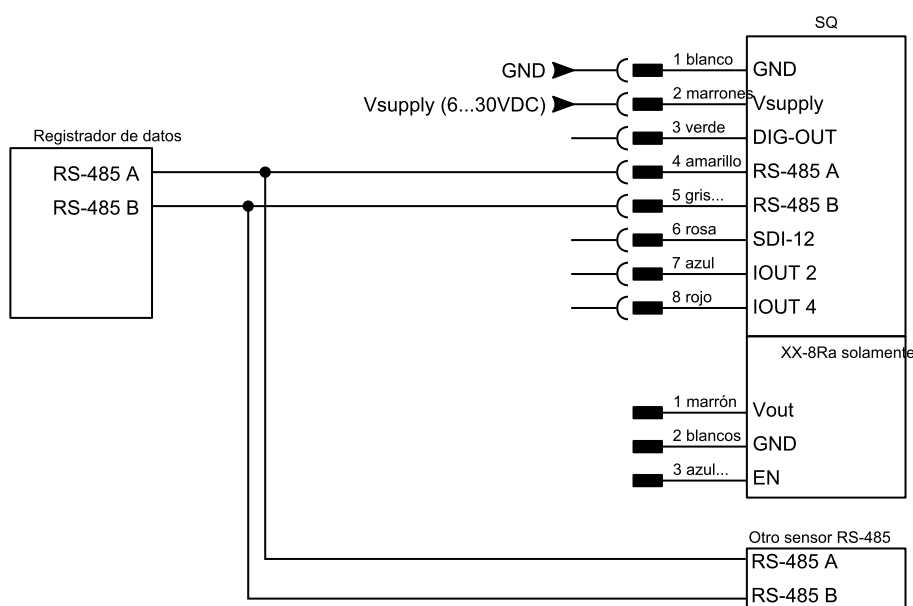 SQ
GND
1 blanco
GND
Vsupply (6...30VDC)
2 marrones
Vsupply
3 verde
DIG-OUT
Registrador de datos
RS-485 A
4 amarillo
RS-485 A
RS-485 B
5 gris...
RS-485 B
6 rosa
SDI-12
7 azul
IOUT 2
8 rojo
IOUT 4
XX-8Ra solamente
1 marrón
Vout
2 blancos
GND
3 azul...
EN
Otro sensor RS-485
RS-485 A
RS-485 B